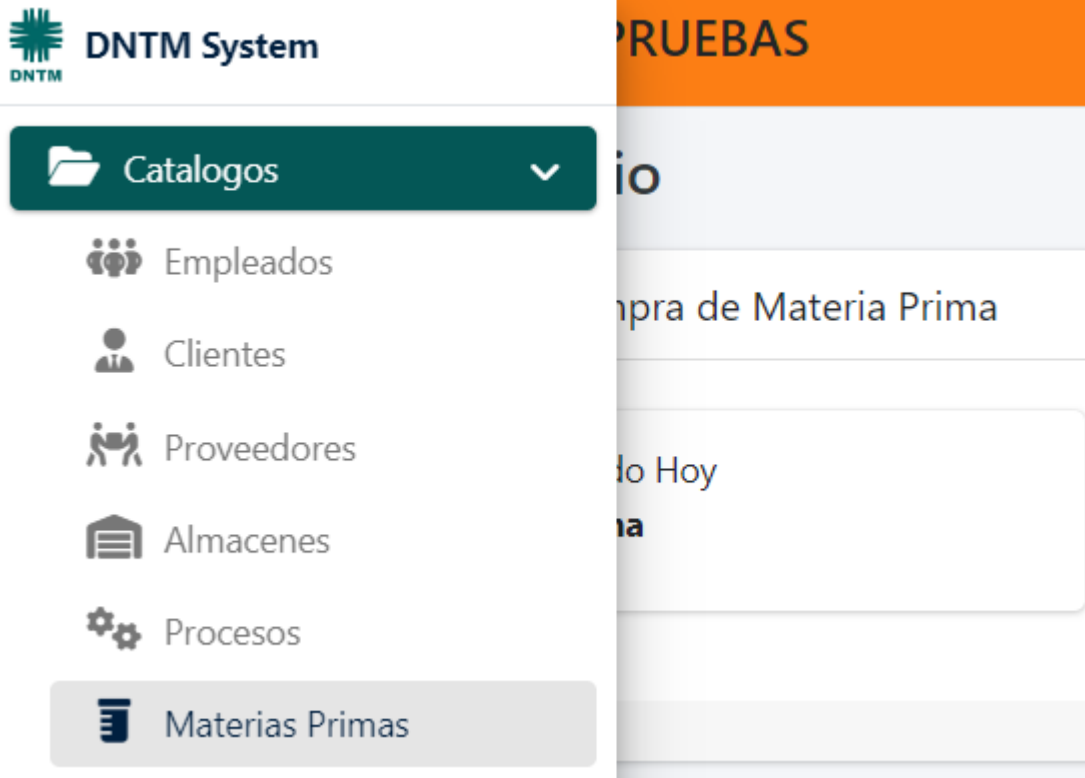 DNTM
DNTM System
PRUEBAS
Catalogos
io
Empleados
mpra de Materia Prima
Clientes
Proveedores
do Hoy
na
Almacenes
Procesos
Materias Primas